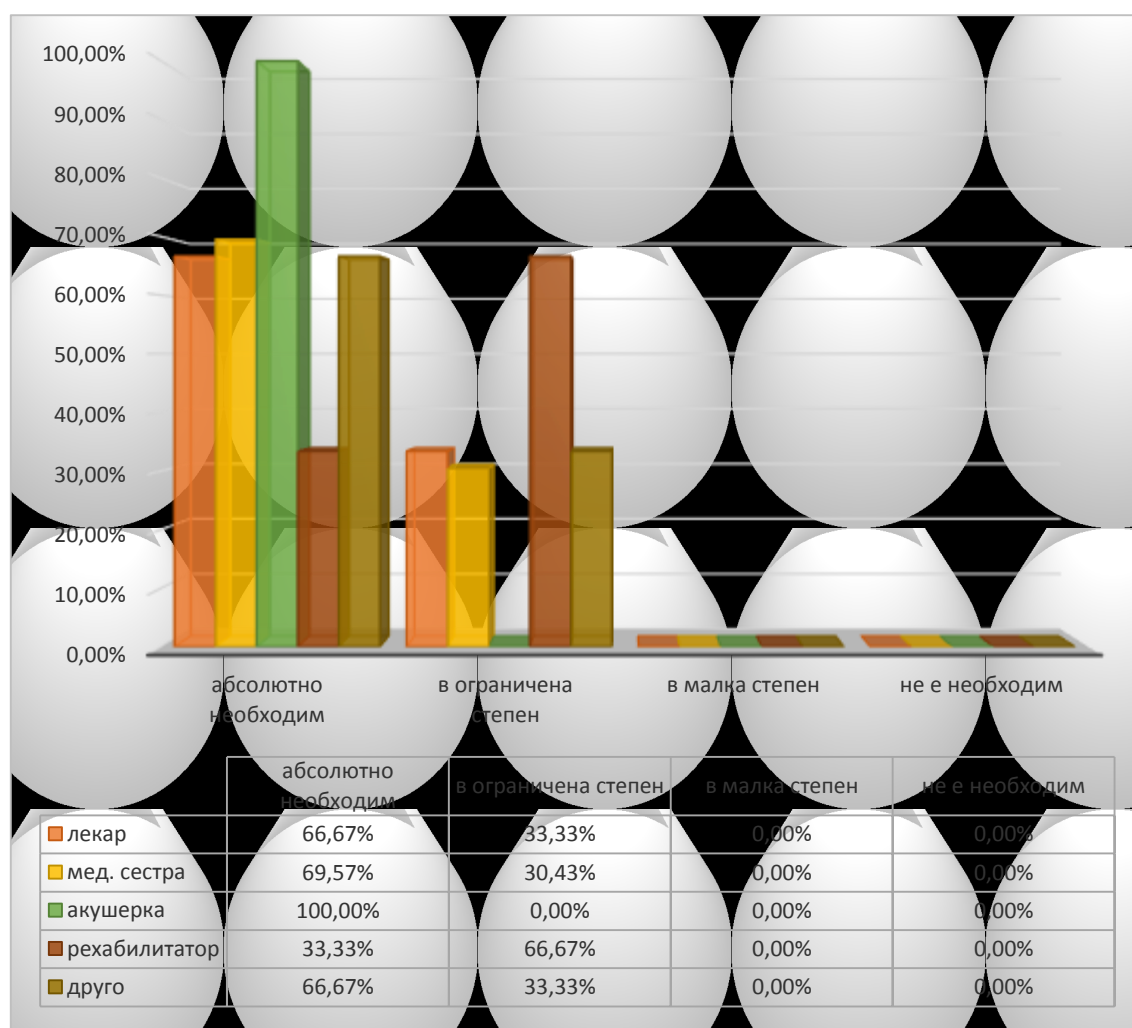 100,00%
90,00%
80,00%
70,00%
60,00%
50,00%
40,00%
30,00%
20,00%
10,00%
0,00%
абсолютно необходим
в ограничена степен
в малка степен
не е необходим
абсолютно необходим
в ограничена степен
в малка степен
не е необходим
лекар 66,67% 33,33% 0,00% 0,00%
мед. сестра 69,57% 30,43% 0,00% 0,00%
акушерка 100,00% 0,00% 0,00% 0,00%
рехабилитатор 33,33% 66,67% 0,00% 0,00%
друго 66,67% 33,33% 0,00% 0,00%